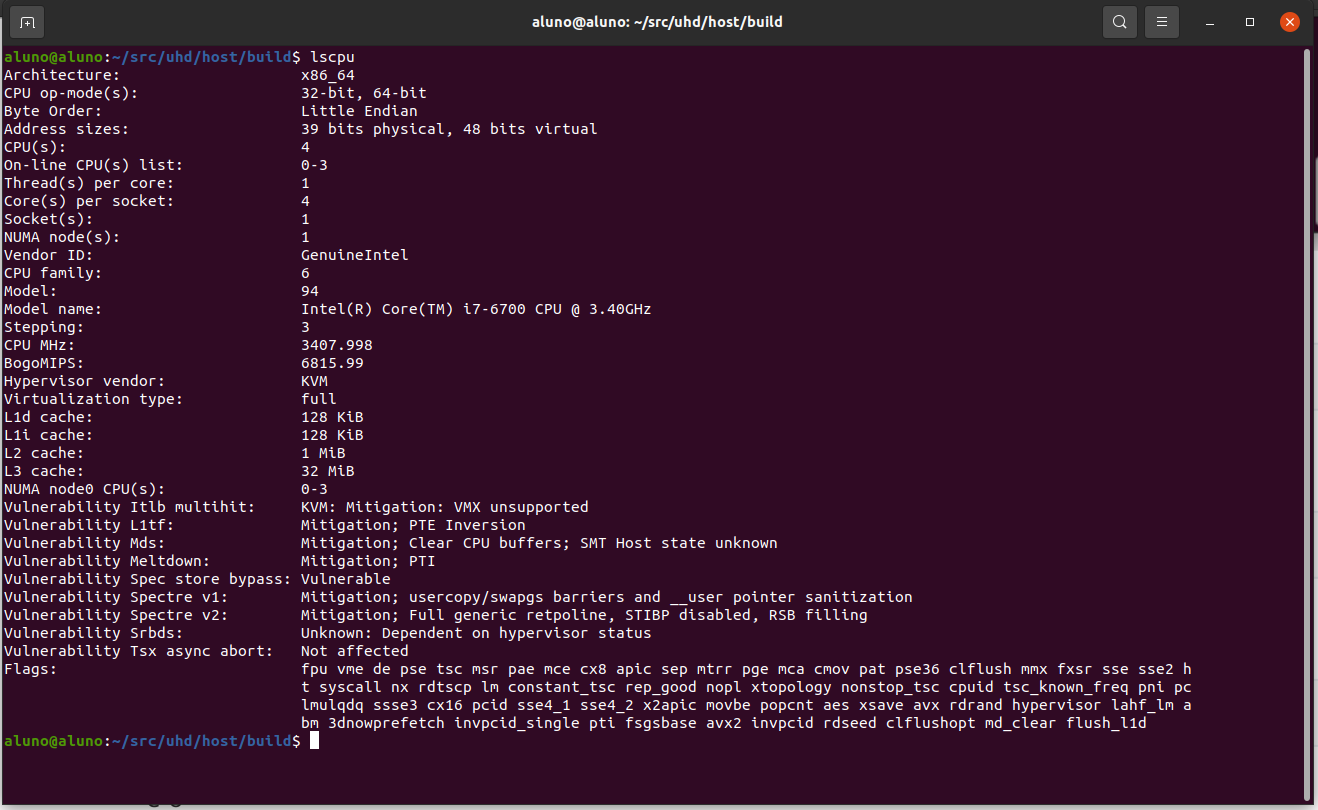 aluno@aluno: ~/src/uhd/host/build
aluno@aluno:~/src/uhd/host/build$ lscpu
Architecture: x86_64
CPU op-mode(s): 32-bit, 64-bit
Byte Order: Little Endian
Address sizes: 39 bits physical, 48 bits virtual
CPU(s): 4
On-line CPU(s) list: 0-3
Thread(s) per core: 1
Core(s) per socket: 4
Socket(s): 1
NUMA node(s): 1
Vendor ID: GenuineIntel
CPU family: 6
Model: 94
Model name: Intel(R) Core(TM) i7-6700 CPU @ 3.40GHz
Stepping: 3
CPU MHz: 3407.998
BogoMIPS: 6815.99
Hypervisor vendor: KVM
Virtualization type: full
L1d cache: 128 KiB
L1i cache: 128 KiB
L2 cache: 1 MiB
L3 cache: 32 MiB
NUMA node0 CPU(s): 0-3
Vulnerability Itlb multihit: KVM: Mitigation: VMX unsupported
Vulnerability L1tf: Mitigation; PTE Inversion
Vulnerability Mds: Mitigation; Clear CPU buffers; SMT Host state unknown
Vulnerability Meltdown: Mitigation; PTI
Vulnerability Spec store bypass: Vulnerable
Vulnerability Spectre v1: Mitigation; usercopy/swapgs barriers and __user pointer sanitization
Vulnerability Spectre v2: Mitigation; Full generic retpoline, STIBP disabled, RSB filling
Vulnerability Srbds: Unknown: Dependent on hypervisor status
Vulnerability Tsx async abort: Not affected
Flags: fpu vme de pse tsc msr pae mce cx8 apic sep mtrr pge mca cmov pat pse36 clflush mmx fxsr sse sse2 h
t syscall nx rdtscp lm constant_tsc rep_good nopl xtopology nonstop_tsc cpuid tsc_known_freq pni pc
lmulqdq ssse3 cx16 pcid sse4_1 sse4_2 x2apic movbe popcnt aes xsave avx rdrand hypervisor lahf_lm a
bm 3dnowprefetch invpcid_single pti fsgsbase avx2 invpcid rdseed clflushopt md_clear flush_l1d
aluno@aluno:~/src/uhd/host/build$